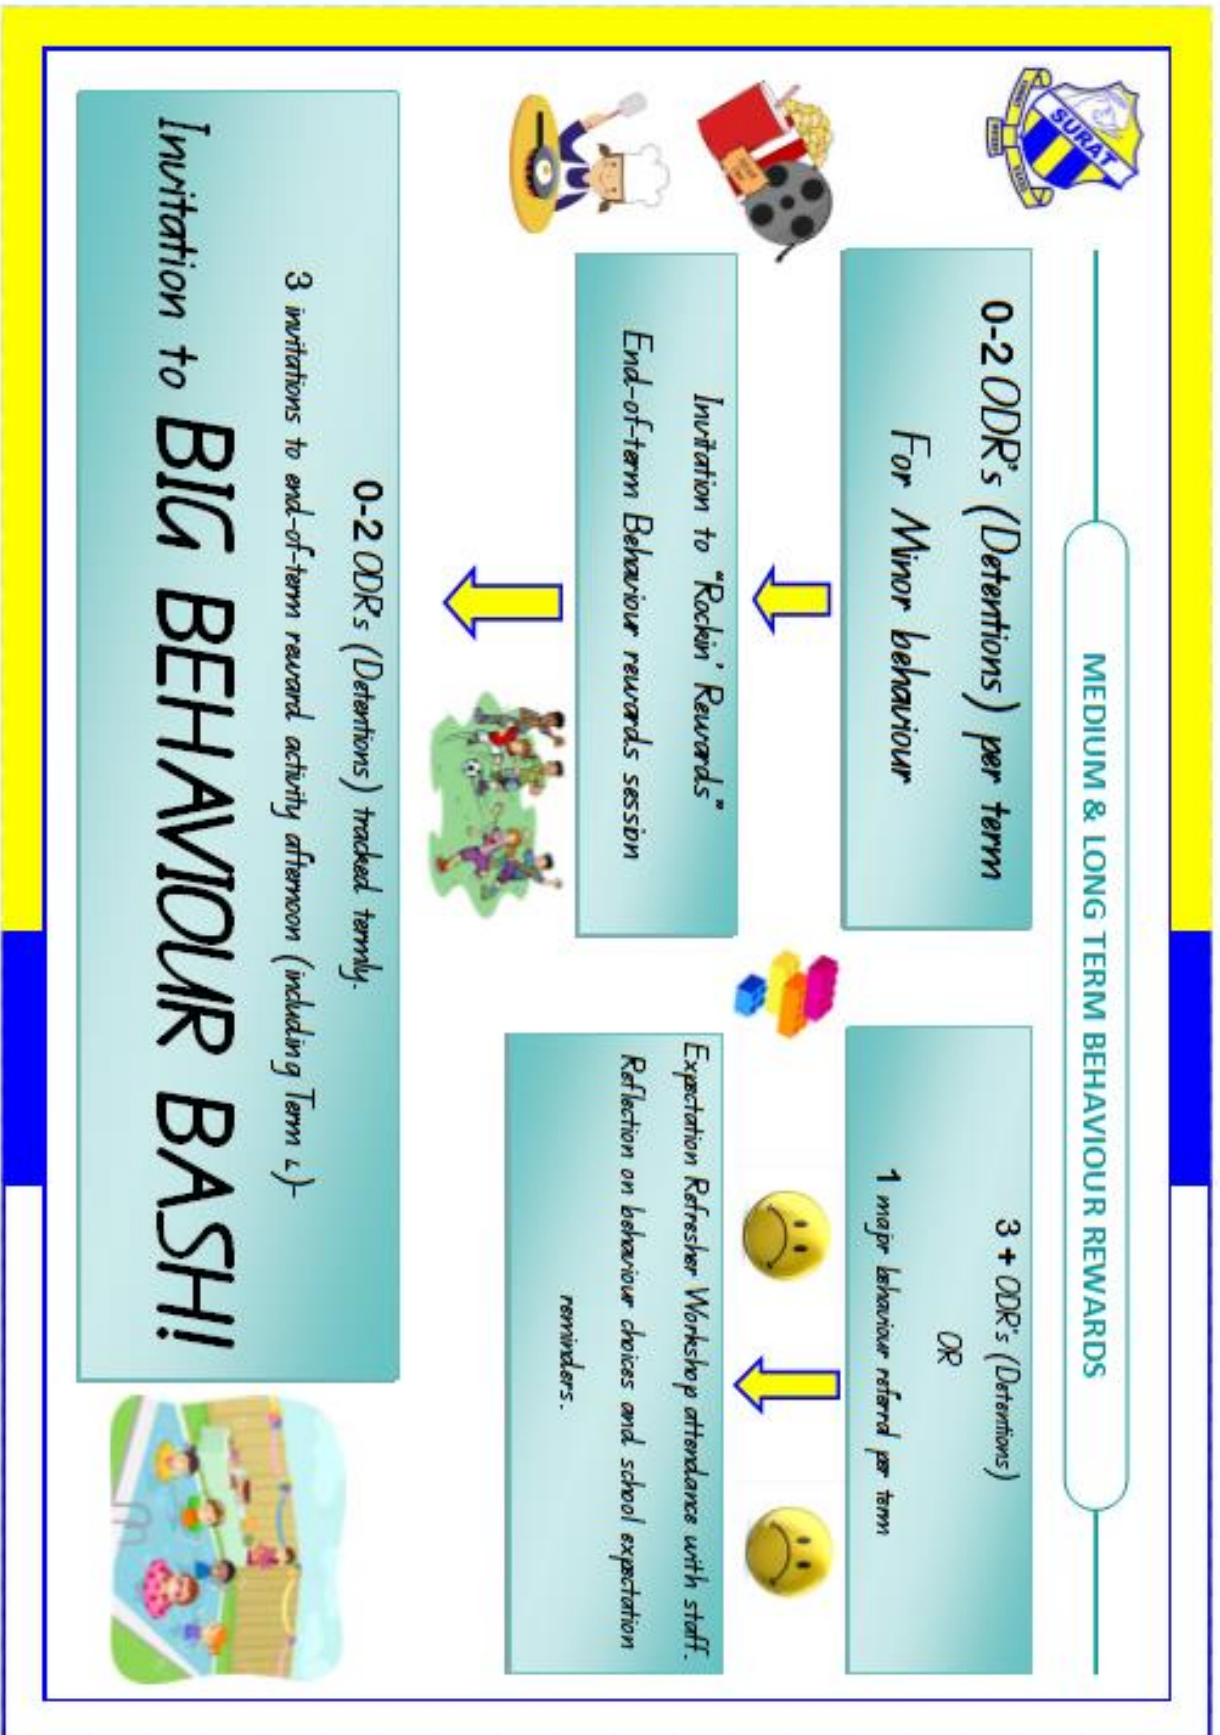 SURAT
MEDIUM & LONG TERM BEHAVIOUR REWARDS
0-2 ODR's (Detentions) per term
For Minor behaviour
Invitation to "Rockin' Rewards"
End-of-term Behaviour rewards session
3 + ODR's (Detentions)
OR
1 major behaviour referral per term
Expectation Refresher Workshop attendance with staff.
Reflection on behaviour choices and school expectation
reminders.
0-2 ODR's (Detentions) tracked termly.
3 invitations to end-of-term reward activity afternoon (including Term 4)-
Invitation to BIG BEHAVIOUR BASH!!